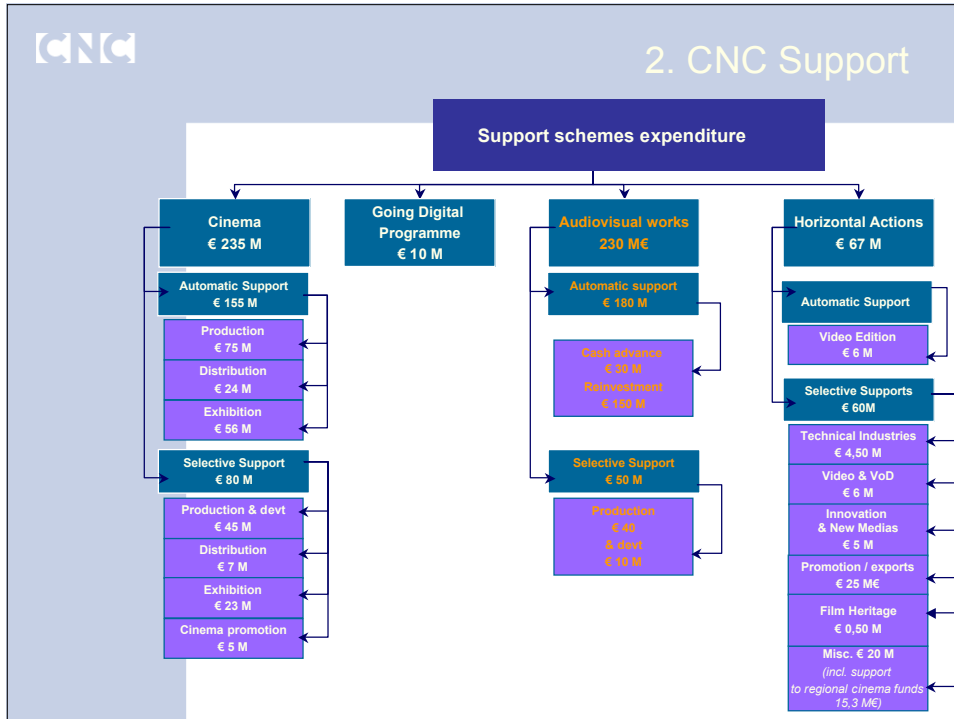 CNC
2. CNC Support
Support schemes expenditure
Cinema
€ 235 M
Automatic Support
€ 155 M
Production
€ 75 M
Distribution
€ 24 M
Exhibition
€ 56 M
Selective Support
€ 80 M
Production & devt
€ 45 M
Distribution
€ 7 M
Exhibition
€ 23 M
Cinema promotion
€ 5 M
Going Digital
Programme
€ 10 M
Audiovisual works
230 M€
Automatic support
€ 180 M
Cash advance
€ 30 M
Reinvestment
€ 150 M
Selective Support
€ 50 M
Production
€ 40
& devt
€ 10 M
Horizontal Actions
€ 67 M
Automatic Support
Video Edition
€ 6 M
Selective Supports
€ 60M
Technical Industries
€ 4,50 M
Video & VoD
€ 6 M
Innovation
& New Medias
€ 5 M
Promotion / exports
€ 25 M€
Film Heritage
€ 0,50 M
Misc. € 20 M
(incl. support
to regional cinema funds
15,3 M€)